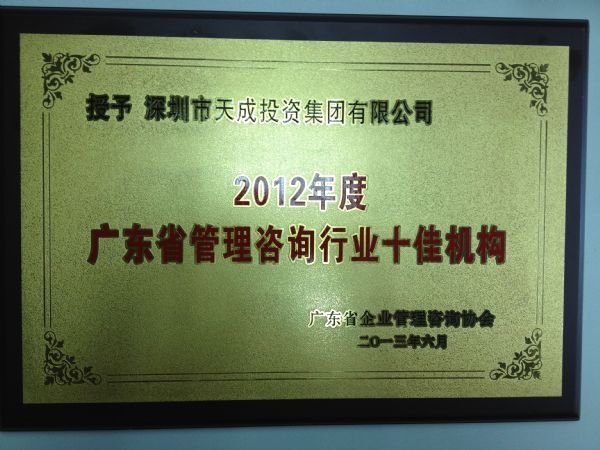 授予 深圳市天成投资集团有限公司
2012年度
广东省管理咨询行业十佳机构
广东省企业管理咨询协会
二〇一三年六月